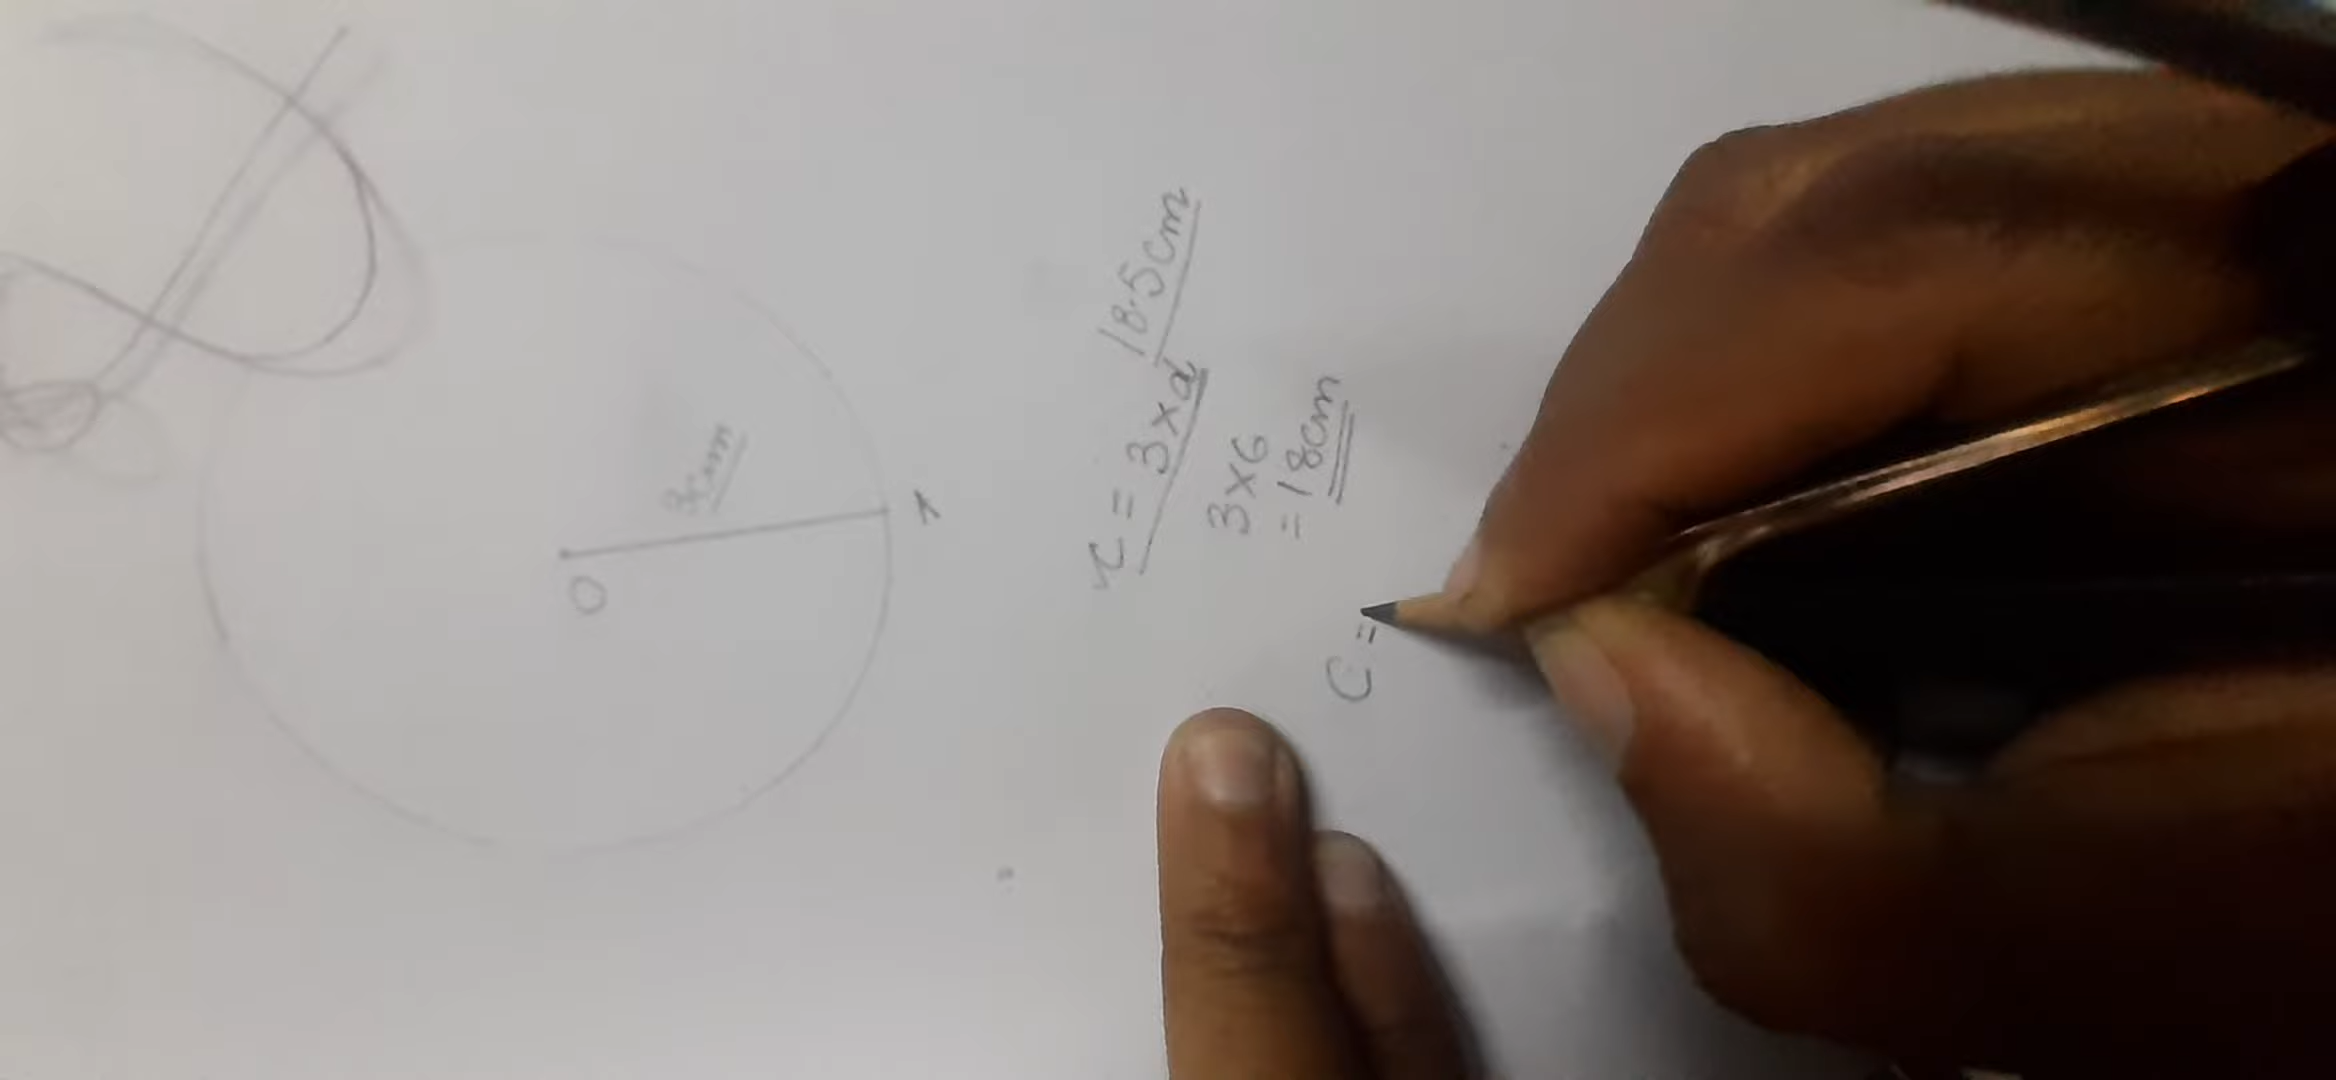 3cm
O
C = 3×d 18.5cm
3×6
= 18cm
C =